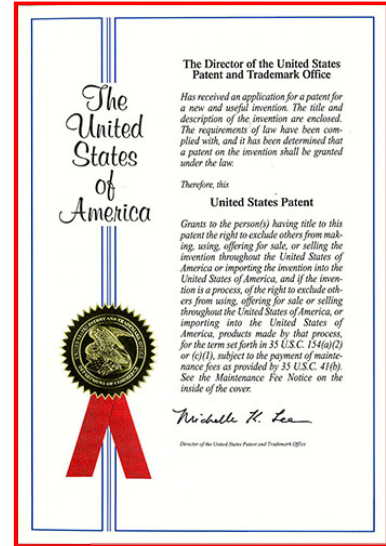 The
United
States
of
America
The Director of the United States
Patent and Trademark Office
Has received an application for a patent for
a new and useful invention. The title and
description of the invention are enclosed.
The requirements of law have been com-
plied with, and it has been determined that
a patent on the invention shall be granted
under the law.
Therefore, this
United States Patent
Grants to the person(s) having title to this
patent the right to exclude others from mak-
ing, using, offering for sale, or selling the
invention throughout the United States of
America or importing the invention into the
United States of America, and if the inven-
tion is a process, of the right to exclude oth-
ers from using, offering for sale or selling
throughout the United States of America, or
importing into the United States of
America, products made by that process,
for the term set forth in 35 U.S.C. 154(a)(2)
or (c)(1), subject to the payment of mainte-
nance fees as provided by 35 U.S.C. 41(b).
See the Maintenance Fee Notice on the
inside of the cover.
Michelle K. Lee
Director of the United States Patent and Trademark Office